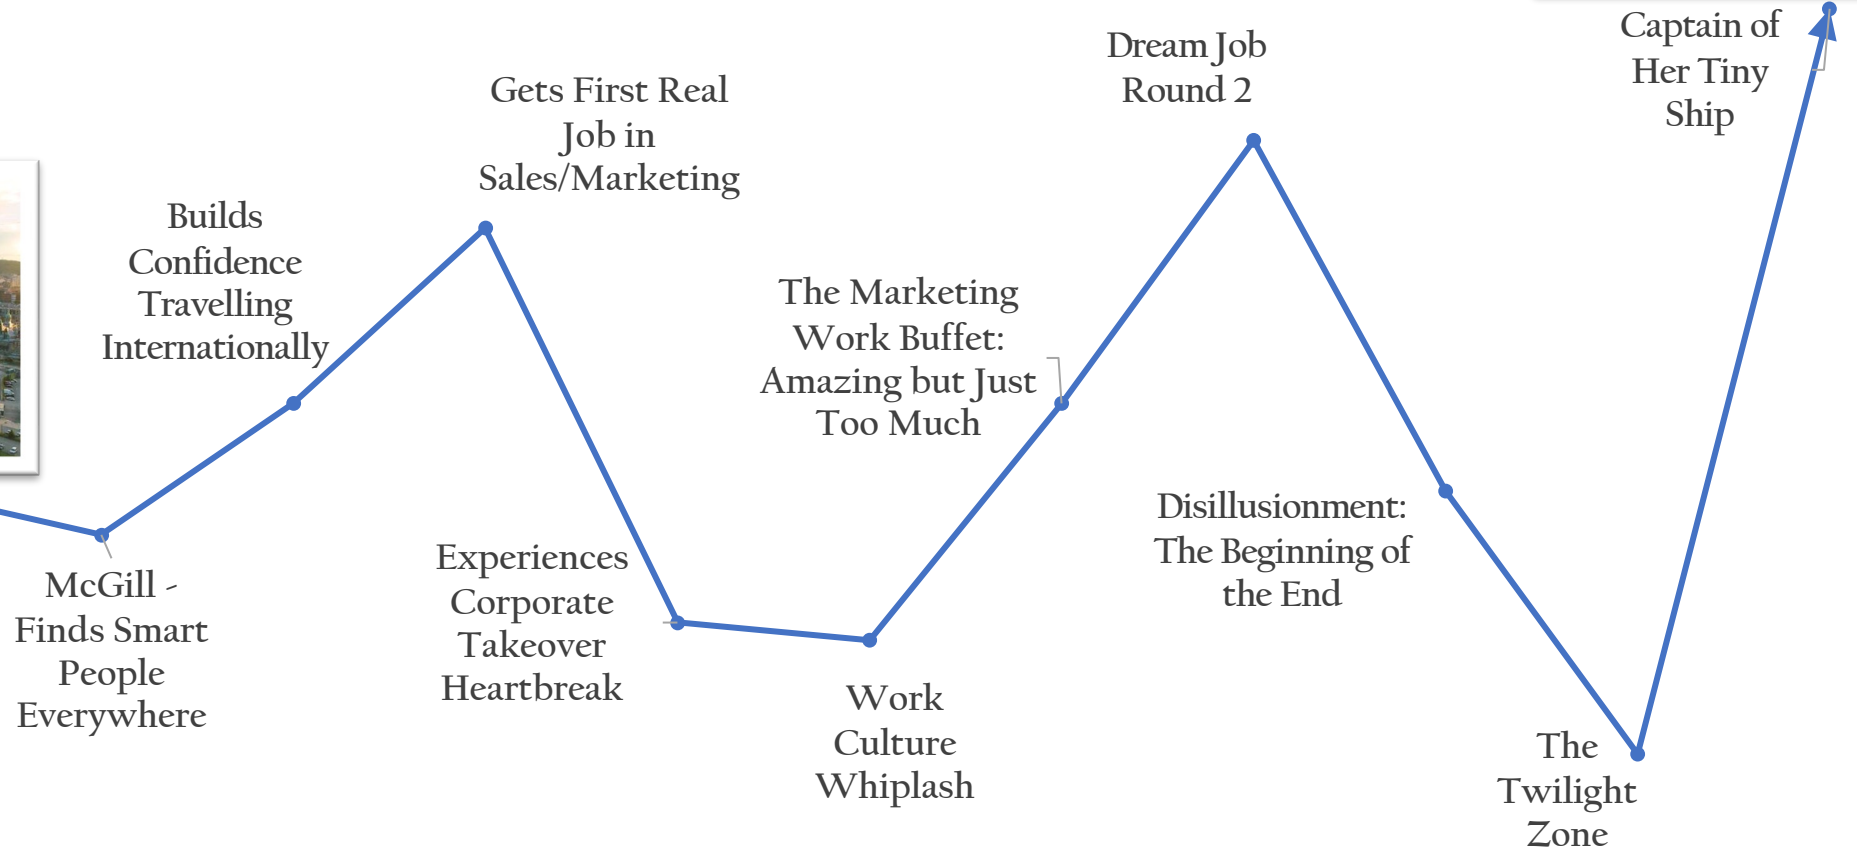 McGill -
Finds Smart
People
Everywhere
Builds
Confidence
Travelling
Internationally
Gets First Real
Job in
Sales/Marketing
Experiences
Corporate
Takeover
Heartbreak
Work
Culture
Whiplash
The Marketing
Work Buffet:
Amazing but Just
Too Much
Dream Job
Round 2
Disillusionment:
The Beginning of
the End
The
Twilight
Zone
Captain of
Her Tiny
Ship